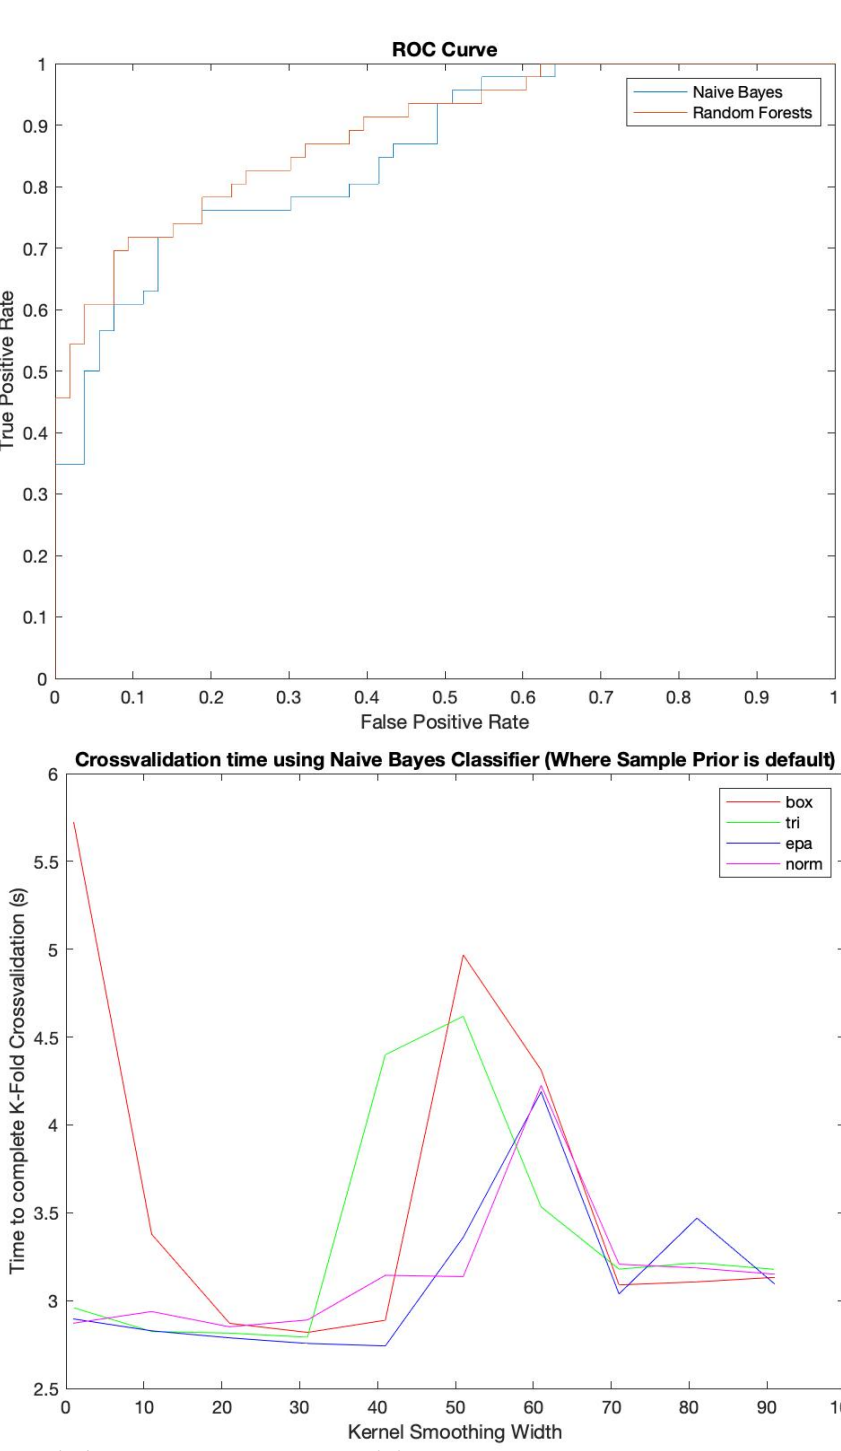 ROC Curve
1
0.9
0.8
0.7
0.6
0.5
0.4
0.3
0.2
0.1
0
True Positive Rate
Naive Bayes
Random Forests
0 0.1 0.2 0.3 0.4 0.5 0.6 0.7 0.8 0.9 1
False Positive Rate
Crossvalidation time using Naive Bayes Classifier (Where Sample Prior is default)
6
5.5
5
4.5
4
3.5
3
2.5
Time to complete K-Fold Crossvalidation (s)
box
tri
epa
norm
0 10 20 30 40 50 60 70 80 90
Kernel Smoothing Width